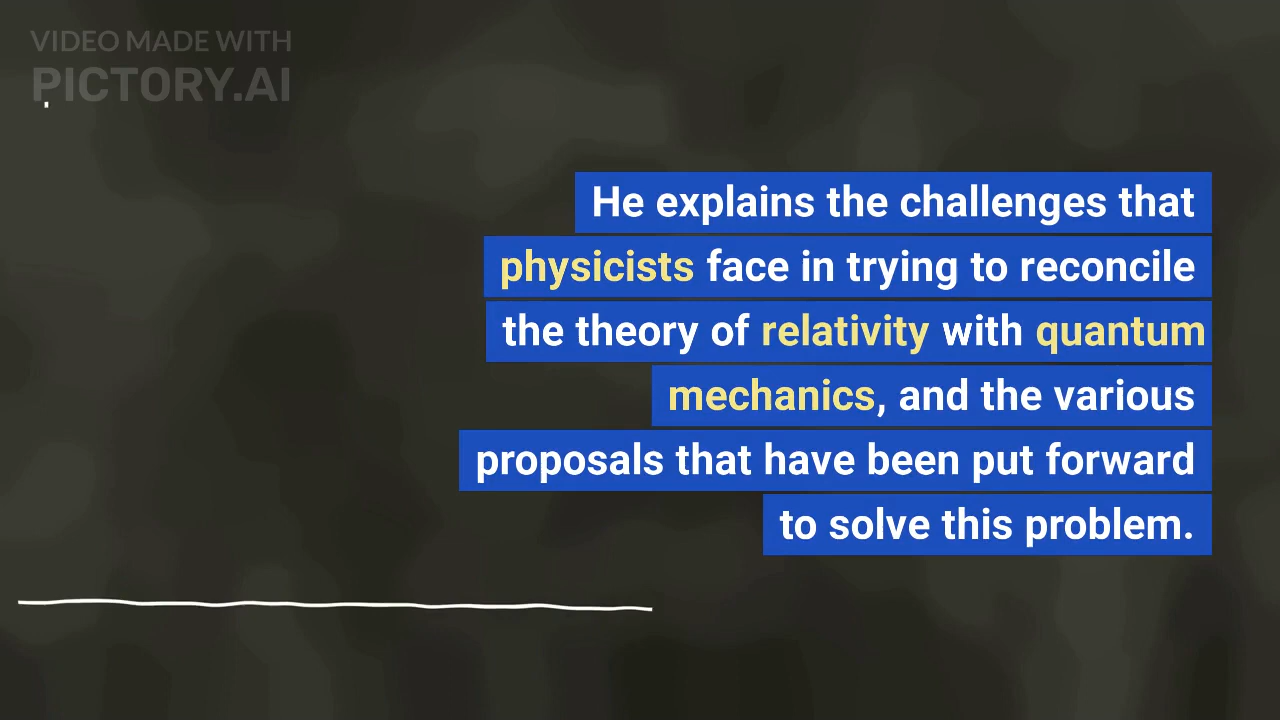 VIDEO MADE WITH
PICTORY.AI
He explains the challenges that
physicists face in trying to reconcile
the theory of relativity with quantum
mechanics, and the various
proposals that have been put forward
to solve this problem.